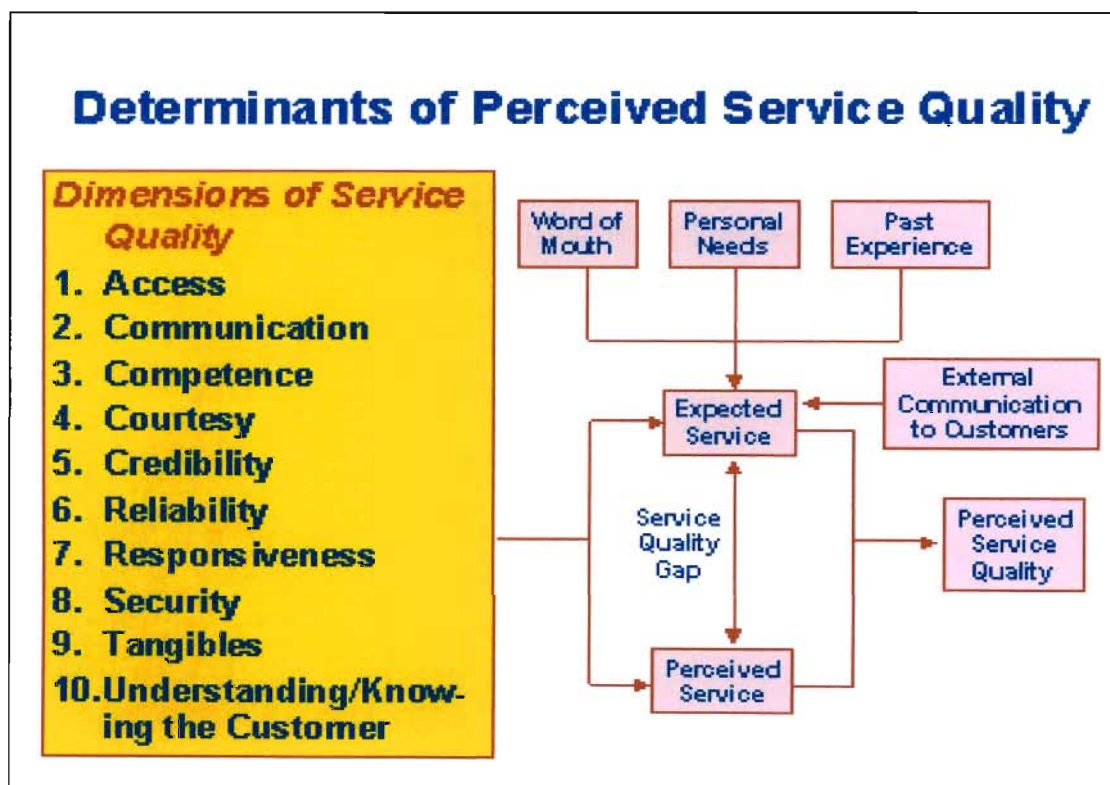 Determinants of Perceived Service Quality
Dimensions of Service
Quality
1. Access
2. Communication
3. Competence
4. Courtesy
5. Credibility
6. Reliability
7. Responsiveness
8. Security
9. Tangibles
10.Understanding/Know-
ing the Customer
Word of
Mouth
Personal
Needs
Past
Experience
Expected
Service
External
Communication
to Customers
Service
Quality
Gap
Perceived
Service
Quality
Perceived
Service